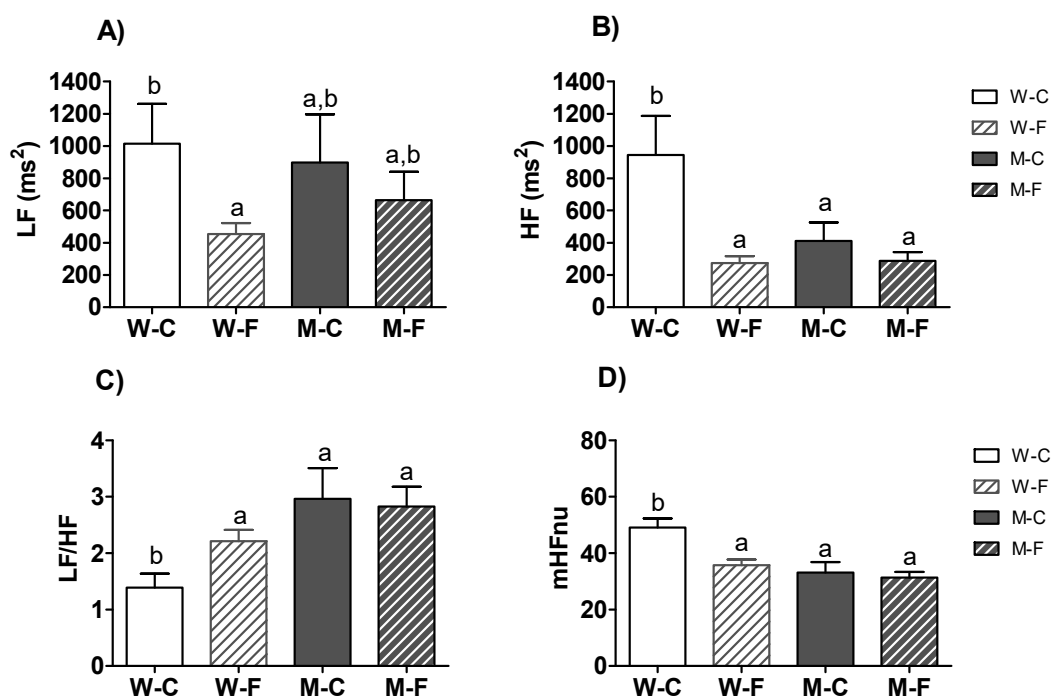 A)
LF (ms²)
1400
1200
1000
800
600
400
200
0
b
a
a,b
a,b
W-C W-F M-C M-F
B)
HF (ms²)
1400
1200
1000
800
600
400
200
0
b
a
a
a
W-C W-F M-C M-F
W-C
W-F
M-C
M-F
C)
LF/HF
4
3
2
1
0
b
a
a
a
W-C W-F M-C M-F
D)
mHFnu
80
60
40
20
0
b
a
a
a
W-C W-F M-C M-F
W-C
W-F
M-C
M-F